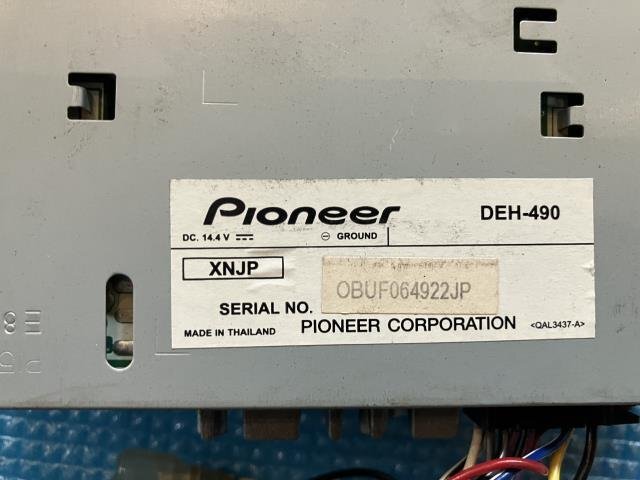 Pioneer DEH-490
DC. 14.4 V ⎓ ⊖ GROUND
XNJP
SERIAL NO. OBUF064922JP
MADE IN THAILAND PIONEER CORPORATION <QAL3437-A>